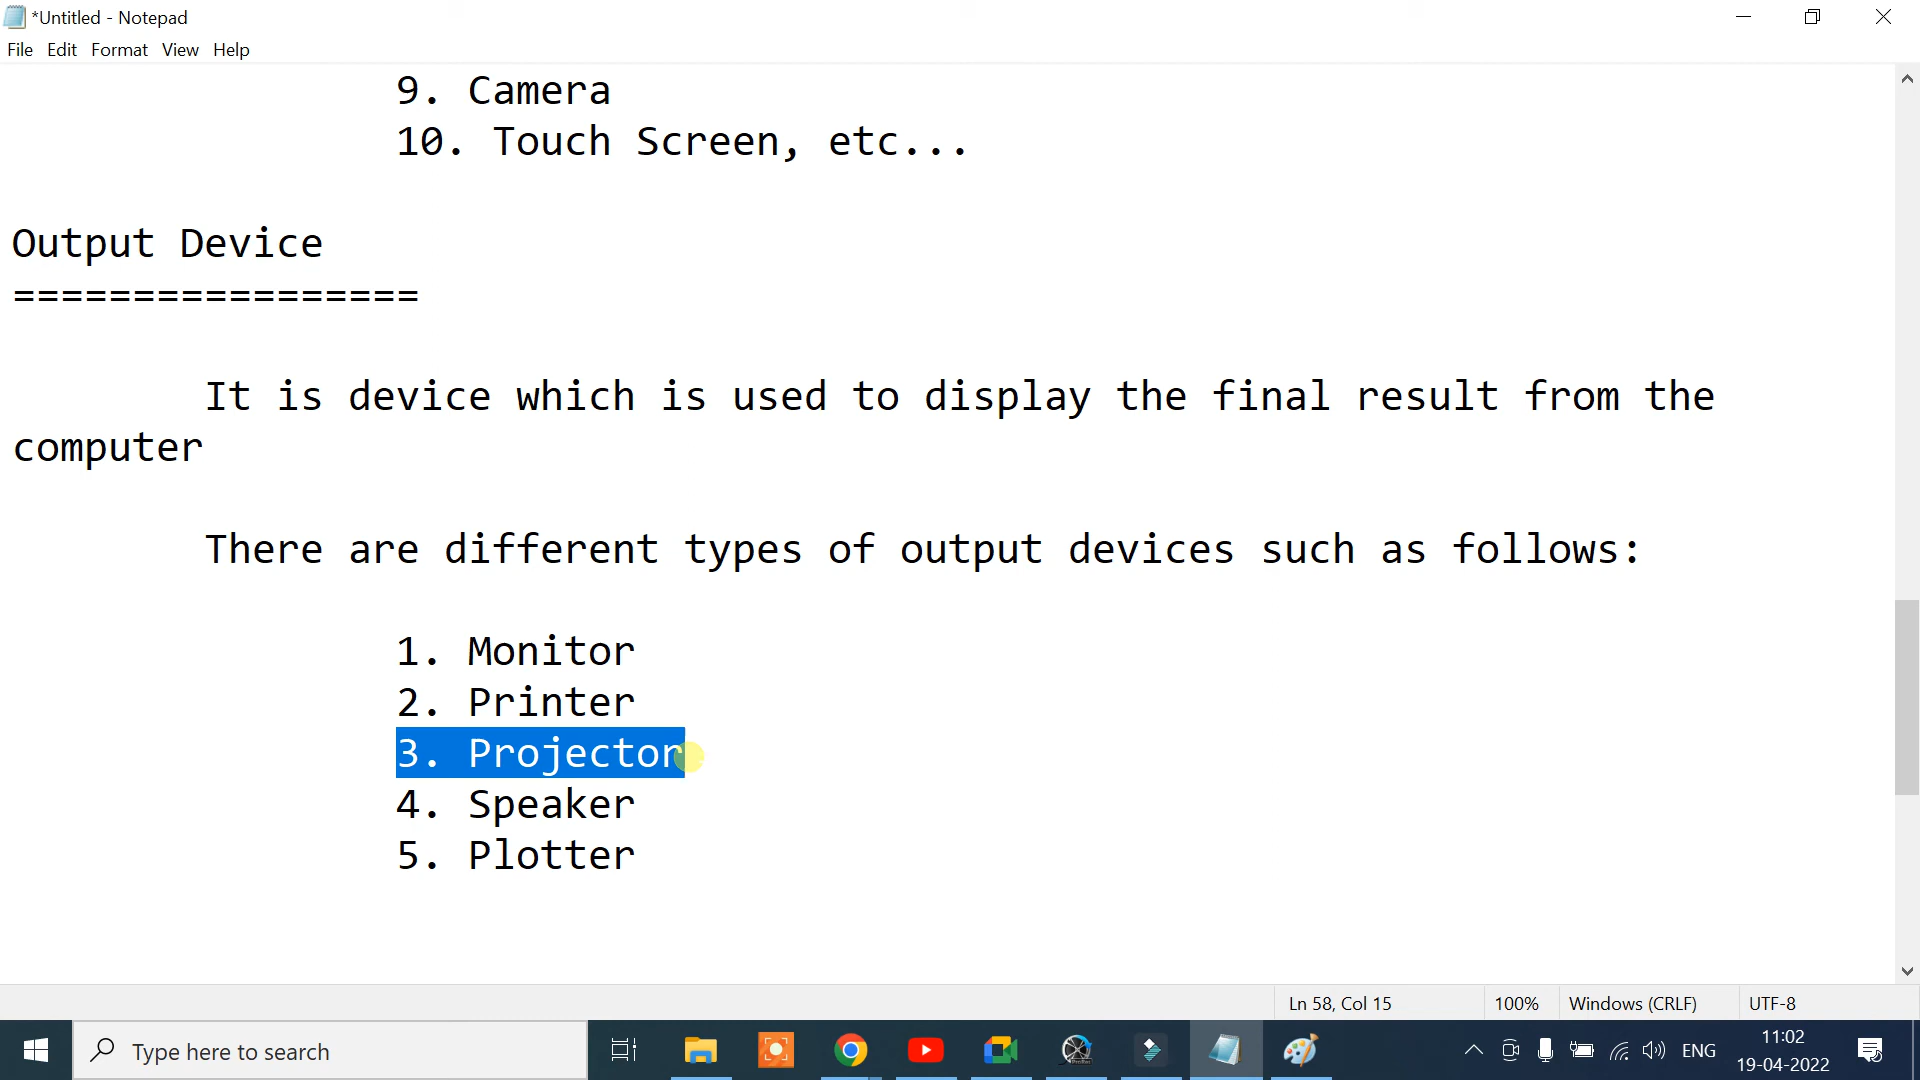 *Untitled - Notepad
File Edit Format View Help
9. Camera
10. Touch Screen, etc...
Output Device
=================
It is device which is used to display the final result from the
computer
There are different types of output devices such as follows:
1. Monitor
2. Printer
3. Projector
4. Speaker
5. Plotter
Ln 58, Col 15 100% Windows (CRLF) UTF-8
Type here to search
ENG
11:02
19-04-2022